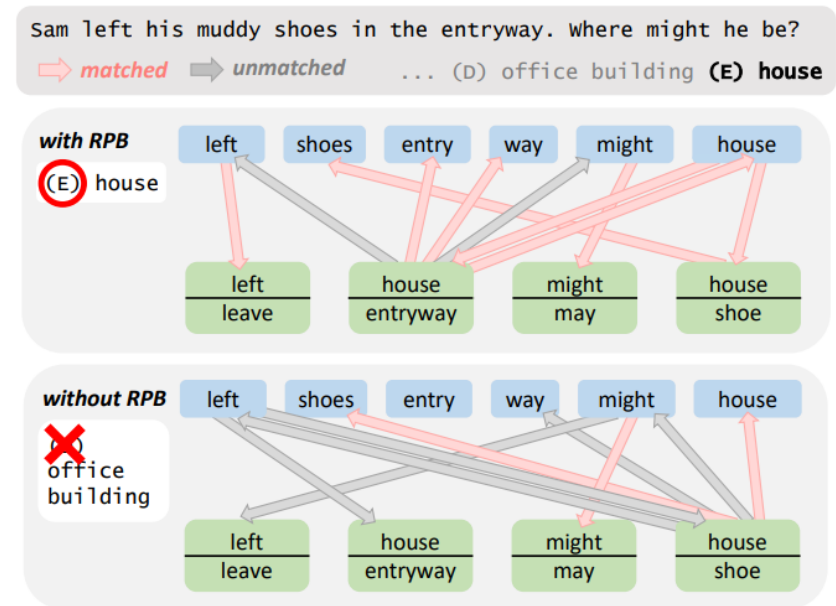 Sam left his muddy shoes in the entryway. Where might he be?
matched unmatched ... (D) office building (E) house
with RPB left shoes entry way might house
(E) house
left house might house
leave entryway may shoe
without RPB left shoes entry way might house
office
building
left house might house
leave entryway may shoe